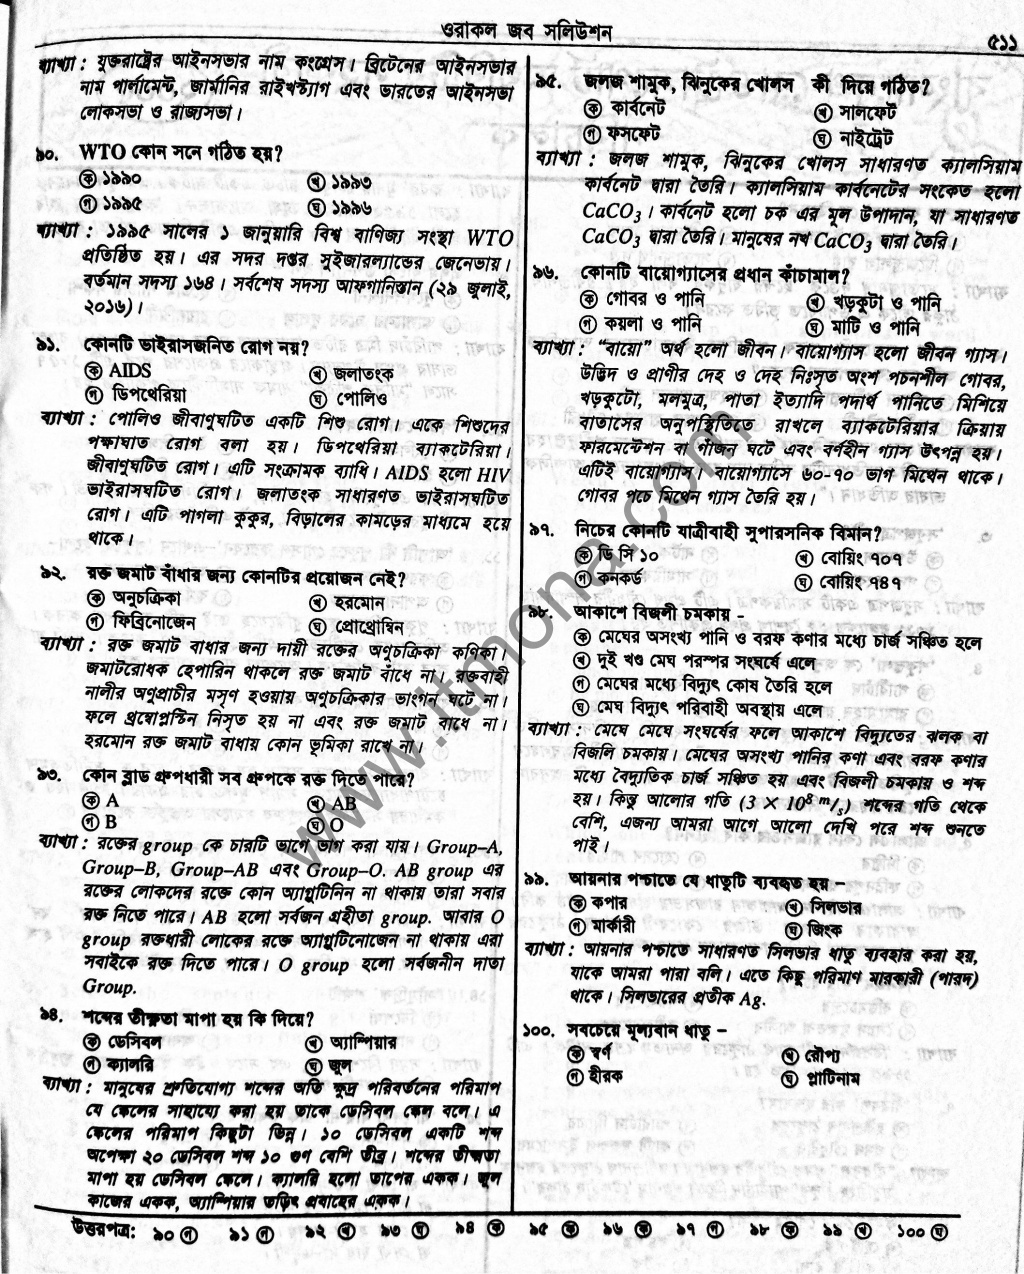 ওরাকল জব সলিউশন
৫১১
ব্যাখ্যা : যুক্তরাষ্ট্রের আইনসভার নাম কংগ্রেস। ব্রিটেনের আইনসভার
নাম পার্লামেন্ট, জার্মানির রাইখস্ট্যাগ এবং ভারতের আইনসভা
লোকসভা ও রাজ্যসভা।
৯০. WTO কোন সনে গঠিত হয়?
ক ১৯৯০ খ ১৯৯৩
গ ১৯৯৫ ঘ ১৯৯৬
ব্যাখ্যা : ১৯৯৫ সালের ১ জানুয়ারি বিশ্ব বাণিজ্য সংস্থা WTO
প্রতিষ্ঠিত হয়। এর সদর দপ্তর সুইজারল্যান্ডের জেনেভায়।
বর্তমান সদস্য ১৬৪। সর্বশেষ সদস্য আফগানিস্তান (২৯ জুলাই,
২০১৬)।
৯১. কোনটি ভাইরাসজনিত রোগ নয়?
ক AIDS খ জলাতংক
গ ডিপথেরিয়া ঘ পোলিও
ব্যাখ্যা : পোলিও জীবাণুঘটিত একটি শিশু রোগ। একে শিশুদের
পক্ষাঘাত রোগ বলা হয়। ডিপথেরিয়া ব্যাকটেরিয়া।
জীবাণুঘটিত রোগ। এটি সংক্রামক ব্যাধি। AIDS হলো HIV
ভাইরাসঘটিত রোগ। জলাতংক সাধারণত ভাইরাসঘটিত
রোগ। এটি পাগলা কুকুর, বিড়ালের কামড়ের মাধ্যমে হয়ে
থাকে।
৯২. রক্ত জমাট বাঁধার জন্য কোনটির প্রয়োজন নেই?
ক অনুচক্রিকা খ হরমোন
গ ফিব্রিনোজেন ঘ প্রোথ্রোম্বিন
ব্যাখ্যা : রক্ত জমাট বাধার জন্য দায়ী রক্তের অণুচক্রিকা কণিকা।
জমাটরোধক হেপারিন থাকলে রক্ত জমাট বাঁধে না। রক্তবাহী
নালীর অণুপ্রাচীর মসৃণ হওয়ায় অণুচক্রিকার ভাংগন ঘটে না।
ফলে থ্রম্বোপ্লস্টিন নিসৃত হয় না এবং রক্ত জমাট বাধে না।
হরমোন রক্ত জমাট বাধায় কোন ভূমিকা রাখে না।
৯৩. কোন ব্লাড গ্রুপধারী সব গ্রুপকে রক্ত দিতে পারে?
ক A খ AB
গ B ঘ O
ব্যাখ্যা : রক্তের group কে চারটি ভাগে ভাগ করা যায়। Group–A,
Group–B, Group–AB এবং Group–O. AB group এর
রক্তের লোকদের রক্তে কোন অ্যাগ্লুটিনিন না থাকায় তারা সবার
রক্ত নিতে পারে। AB হলো সর্বজন গ্রহীতা group. আবার O
group রক্তধারী লোকের রক্তে অ্যাগ্লুটিনোজেন না থাকায় এরা
সবাইকে রক্ত দিতে পারে। O group হলো সর্বজনীন দাতা
Group.
৯৪. শব্দের তীক্ষ্ণতা মাপা হয় কি দিয়ে?
ক ডেসিবল খ অ্যাম্পিয়ার
গ ক্যালরি ঘ জুল
ব্যাখ্যা : মানুষের শ্রুতিযোগ্য শব্দের অতি ক্ষুদ্র পরিবর্তনের পরিমাপ
যে স্কেলের সাহায্যে করা হয় তাকে ডেসিবল স্কেল বলে। এ
স্কেলের পরিমাপ কিছুটা ভিন্ন। ১০ ডেসিবল একটি শব্দ
অপেক্ষা ২০ ডেসিবল শব্দ ১০ গুণ বেশি তীব্র। শব্দের তীক্ষ্ণতা
মাপা হয় ডেসিবল স্কেলে। ক্যালরি হলো তাপের একক। জুল
কাজের একক, অ্যাম্পিয়ার তড়িৎ প্রবাহের একক।
৯৫. জলজ শামুক, ঝিনুকের খোলস কী দিয়ে গঠিত?
ক কার্বনেট খ সালফেট
গ ফসফেট ঘ নাইট্রেট
ব্যাখ্যা : জলজ শামুক, ঝিনুকের খোলস সাধারণত ক্যালসিয়াম
কার্বনেট দ্বারা তৈরি। ক্যালসিয়াম কার্বনেটের সংকেত হলো
CaCO₃। কার্বনেট হলো চক এর মূল উপাদান, যা সাধারণত
CaCO₃ দ্বারা তৈরি। মানুষের নখ CaCO₃ দ্বারা তৈরি।
৯৬. কোনটি বায়োগ্যাসের প্রধান কাঁচামাল?
ক গোবর ও পানি খ খড়কুটা ও পানি
গ কয়লা ও পানি ঘ মাটি ও পানি
ব্যাখ্যা : “বায়ো” অর্থ হলো জীবন। বায়োগ্যাস হলো জীবন গ্যাস।
উদ্ভিদ ও প্রাণীর দেহ ও দেহ নিঃসৃত অংশ পচনশীল গোবর,
খড়কুটো, মলমূত্র, পাতা ইত্যাদি পদার্থ পানিতে মিশিয়ে
বাতাসের অনুপস্থিতিতে রাখলে ব্যাকটেরিয়ার ক্রিয়ায়
ফারমেন্টেশন বা গাঁজন ঘটে এবং বর্ণহীন গ্যাস উৎপন্ন হয়।
এটিই বায়োগ্যাস। বায়োগ্যাসে ৬০-৭০ ভাগ মিথেন থাকে।
গোবর পচে মিথেন গ্যাস তৈরি হয়।
৯৭. নিচের কোনটি যাত্রীবাহী সুপারসনিক বিমান?
ক ডি সি ১০ খ বোয়িং ৭০৭
গ কনকর্ড ঘ বোয়িং ৭৪৭
৯৮. আকাশে বিজলী চমকায় –
ক মেঘের অসংখ্য পানি ও বরফ কণার মধ্যে চার্জ সঞ্চিত হলে
খ দুই খণ্ড মেঘ পরস্পর সংঘর্ষে এলে
গ মেঘের মধ্যে বিদ্যুৎ কোষ তৈরি হলে
ঘ মেঘ বিদ্যুৎ পরিবাহী অবস্থায় এলে
ব্যাখ্যা : মেঘে মেঘে সংঘর্ষের ফলে আকাশে বিদ্যুতের ঝলক বা
বিজলি চমকায়। মেঘের অসংখ্য পানির কণা এবং বরফ কণার
মধ্যে বৈদ্যুতিক চার্জ সঞ্চিত হয় এবং বিজলী চমকায় ও শব্দ
হয়। কিন্তু আলোর গতি (3 × 10⁸ m/s) শব্দের গতি থেকে
বেশি, এজন্য আমরা আগে আলো দেখি পরে শব্দ শুনতে
পাই।
৯৯. আয়নার পশ্চাতে যে ধাতুটি ব্যবহৃত হয় –
ক কপার খ সিলভার
গ মার্কারী ঘ জিংক
ব্যাখ্যা : আয়নার পশ্চাতে সাধারণত সিলভার ধাতু ব্যবহার করা হয়,
যাকে আমরা পারা বলি। এতে কিছু পরিমাণ মারকারী (পারদ)
থাকে। সিলভারের প্রতীক Ag.
১০০. সবচেয়ে মূল্যবান ধাতু –
ক স্বর্ণ খ রৌপ্য
গ হীরক ঘ প্লাটিনাম
উত্তরপত্র: ৯০ গ ৯১ গ ৯২ খ ৯৩ ঘ ৯৪ ক ৯৫ ক ৯৬ ক ৯৭ গ ৯৮ ক ৯৯ খ ১০০ ঘ
www.itmona.com